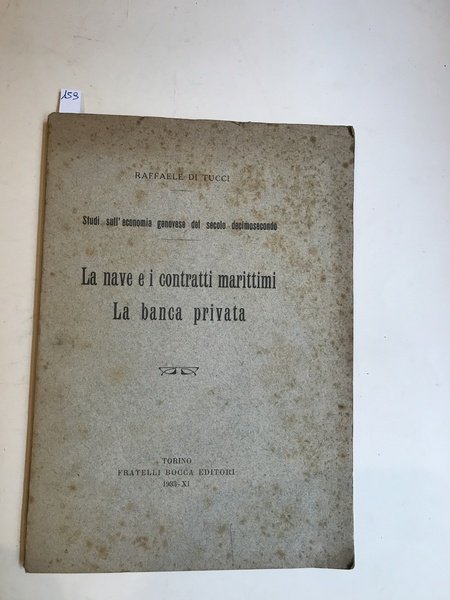 159
RAFFAELE DI TUCCI
Studi sull'economia genovese del secolo decimosecondo
La nave e i contratti marittimi
La banca privata
TORINO
FRATELLI BOCCA EDITORI
1933-XI